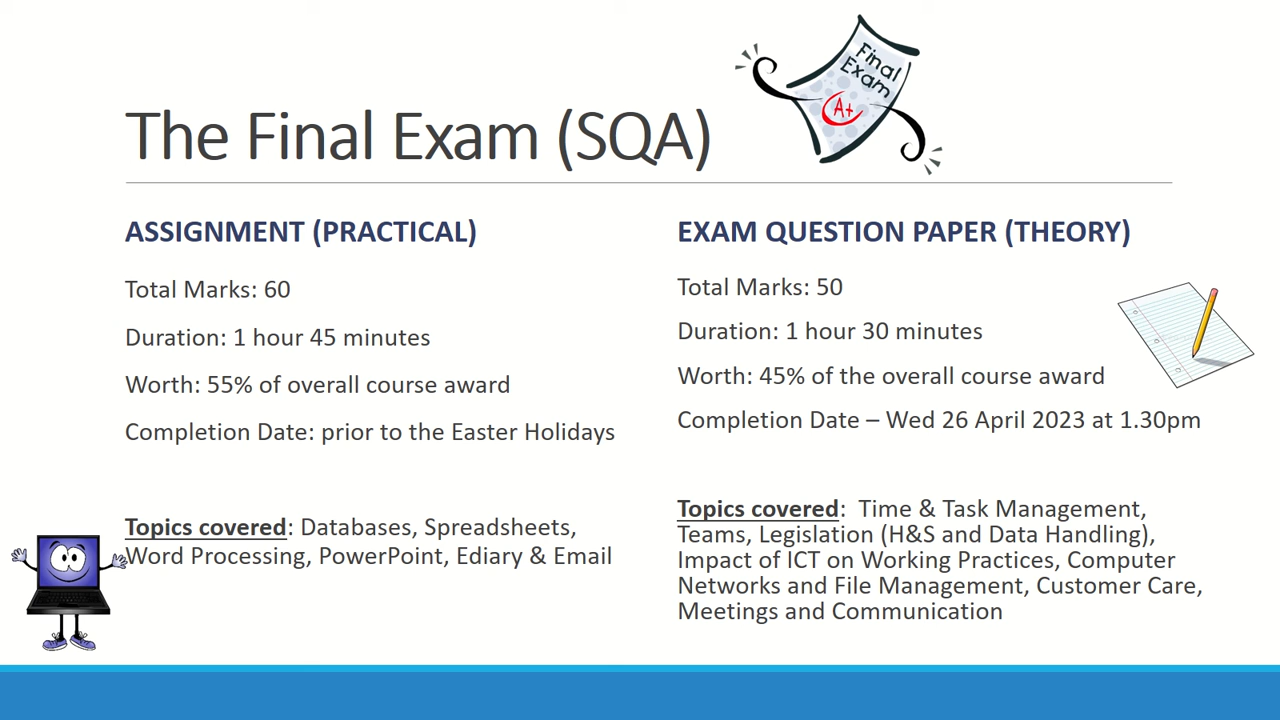 The Final Exam (SQA)
Final
Exam
A+
ASSIGNMENT (PRACTICAL)
Total Marks: 60
Duration: 1 hour 45 minutes
Worth: 55% of overall course award
Completion Date: prior to the Easter Holidays
Topics covered: Databases, Spreadsheets,
Word Processing, PowerPoint, Ediary & Email
EXAM QUESTION PAPER (THEORY)
Total Marks: 50
Duration: 1 hour 30 minutes
Worth: 45% of the overall course award
Completion Date – Wed 26 April 2023 at 1.30pm
Topics covered: Time & Task Management,
Teams, Legislation (H&S and Data Handling),
Impact of ICT on Working Practices, Computer
Networks and File Management, Customer Care,
Meetings and Communication